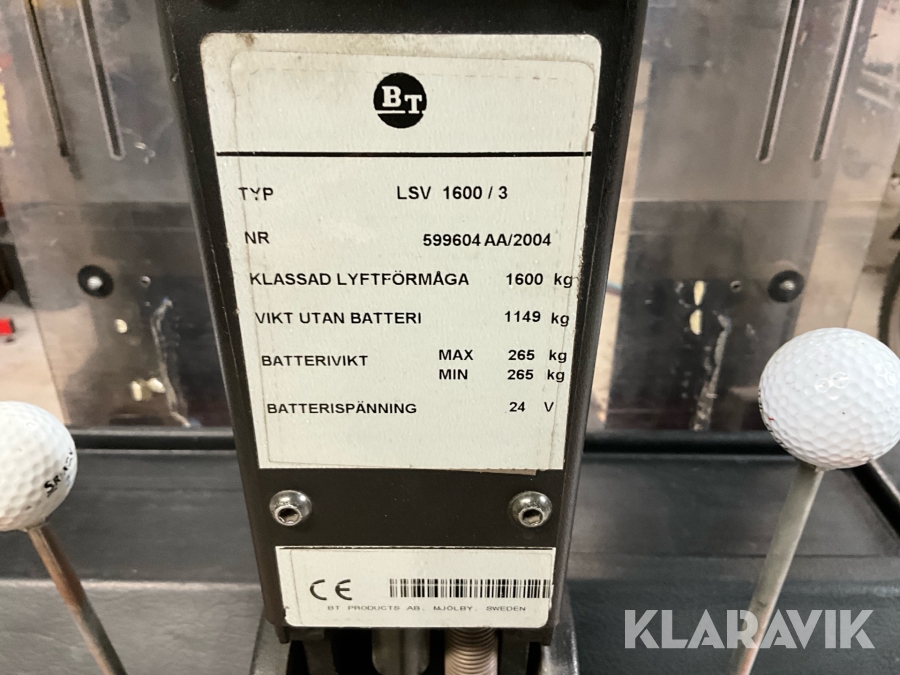 BT
TYP LSV 1600 / 3
NR 599604 AA/2004
KLASSAD LYFTFÖRMÅGA 1600 kg
VIKT UTAN BATTERI 1149 kg
BATTERIVIKT MAX 265 kg
MIN 265 kg
BATTERISPÄNNING 24 V
CE
BT PRODUCTS AB. MJÖLBY. SWEDEN
KLARAVIK